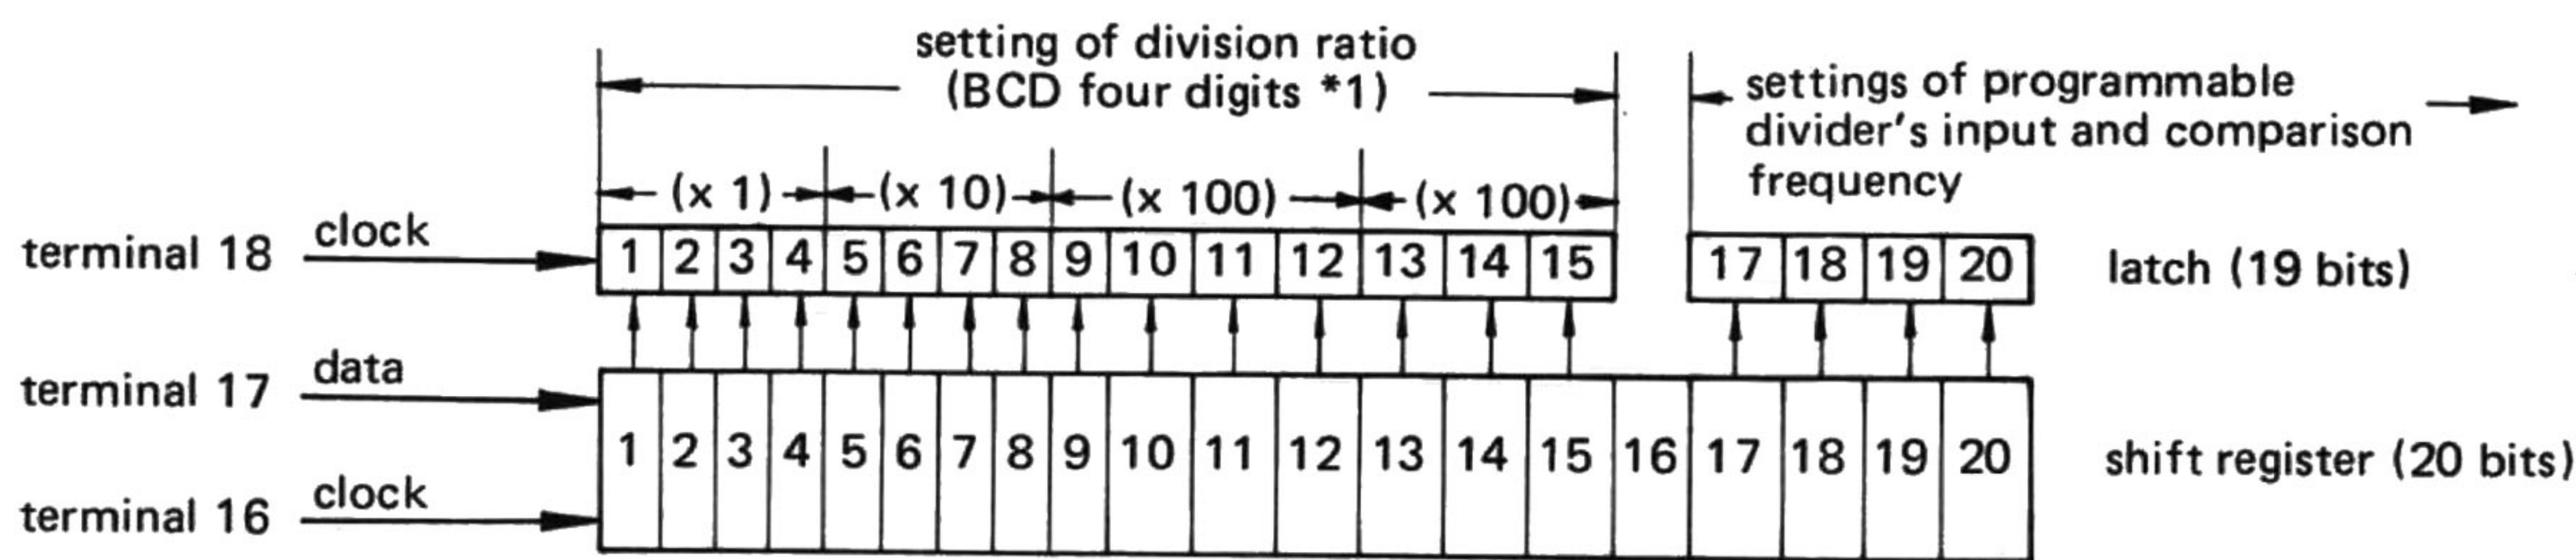 setting of division ratio
(BCD four digits *1)
settings of programmable
divider's input and comparison
frequency
(x 1) (x 10) (x 100) (x 100)
terminal 18 clock 1 2 3 4 5 6 7 8 9 10 11 12 13 14 15 17 18 19 20 latch (19 bits)
terminal 17 data
1 2 3 4 5 6 7 8 9 10 11 12 13 14 15 16 17 18 19 20 shift register (20 bits)
terminal 16 clock